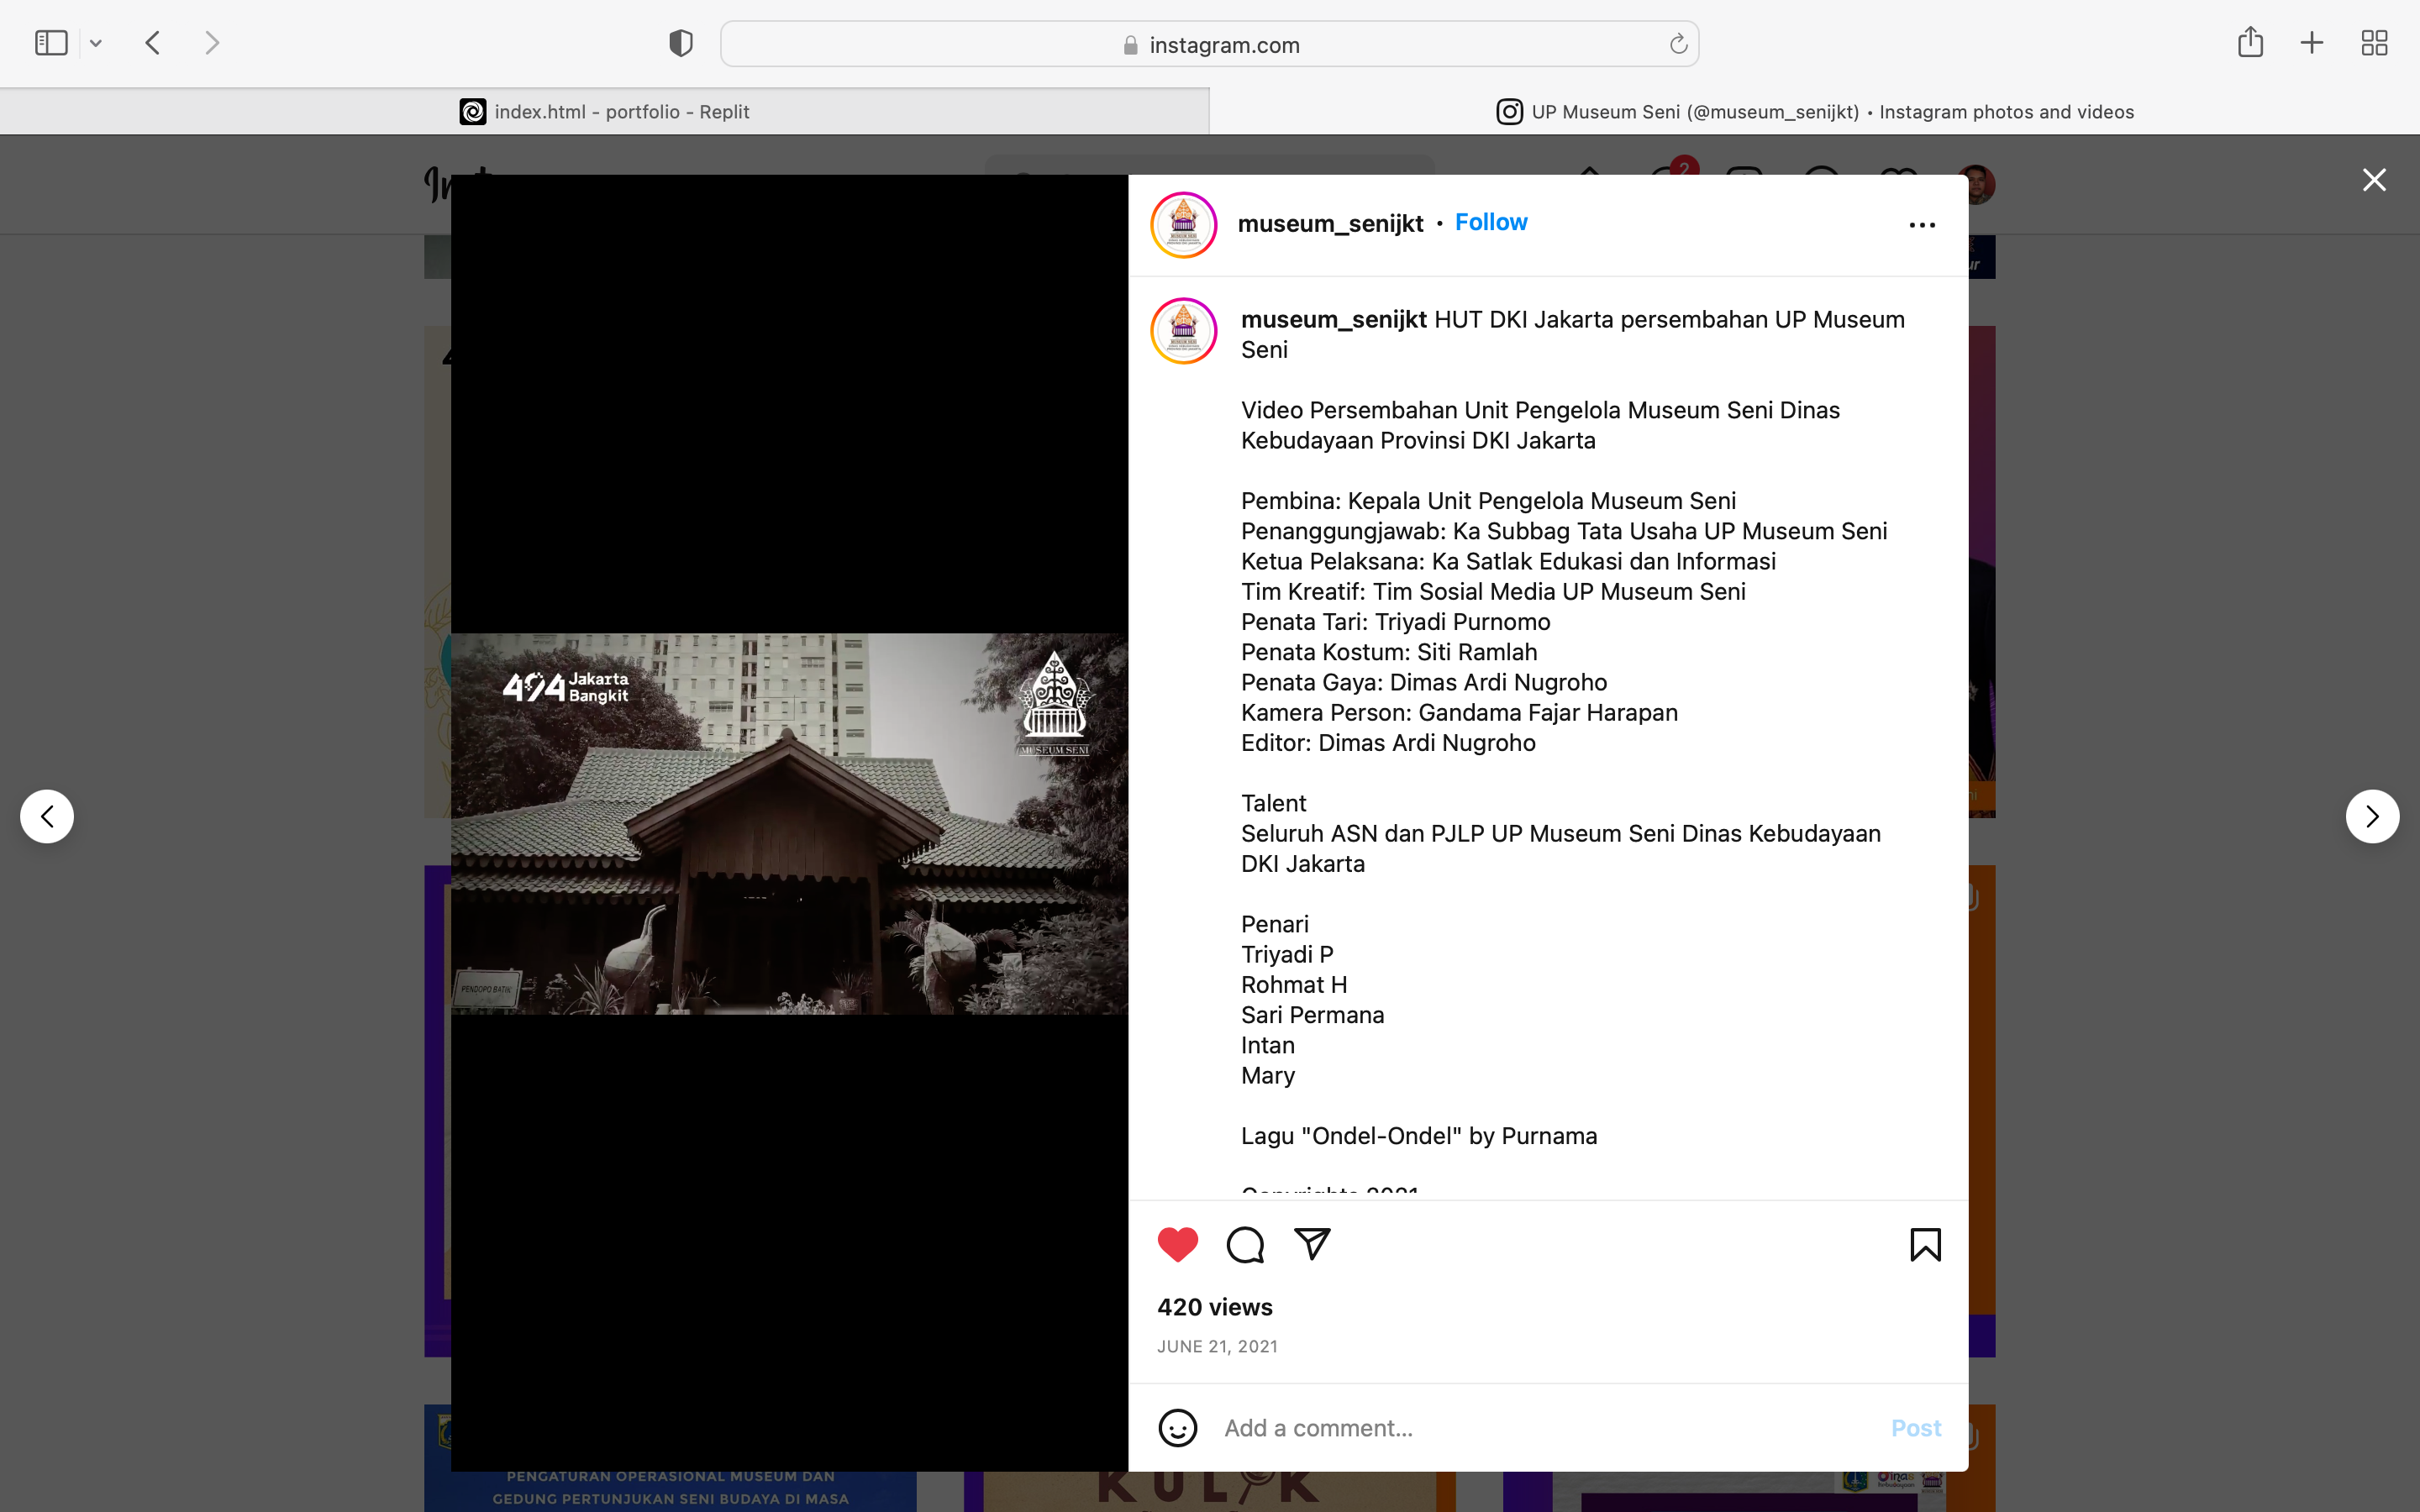 instagram.com
index.html - portfolio - Replit
UP Museum Seni (@museum_senijkt) • Instagram photos and videos
2
museum_senijkt • Follow
museum_senijkt HUT DKI Jakarta persembahan UP Museum
Seni
Video Persembahan Unit Pengelola Museum Seni Dinas
Kebudayaan Provinsi DKI Jakarta
Pembina: Kepala Unit Pengelola Museum Seni
Penanggungjawab: Ka Subbag Tata Usaha UP Museum Seni
Ketua Pelaksana: Ka Satlak Edukasi dan Informasi
Tim Kreatif: Tim Sosial Media UP Museum Seni
Penata Tari: Triyadi Purnomo
Penata Kostum: Siti Ramlah
Penata Gaya: Dimas Ardi Nugroho
Kamera Person: Gandama Fajar Harapan
Editor: Dimas Ardi Nugroho
Talent
Seluruh ASN dan PJLP UP Museum Seni Dinas Kebudayaan
DKI Jakarta
Penari
Triyadi P
Rohmat H
Sari Permana
Intan
Mary
Lagu "Ondel-Ondel" by Purnama
Copyrights 2021
420 views
JUNE 21, 2021
Add a comment...
Post
494 Jakarta
Bangkit
MUSEUM SENI
PENDOPO BATIK
PENGATURAN OPERASIONAL MUSEUM DAN
GEDUNG PERTUNJUKAN SENI BUDAYA DI MASA
KULIK